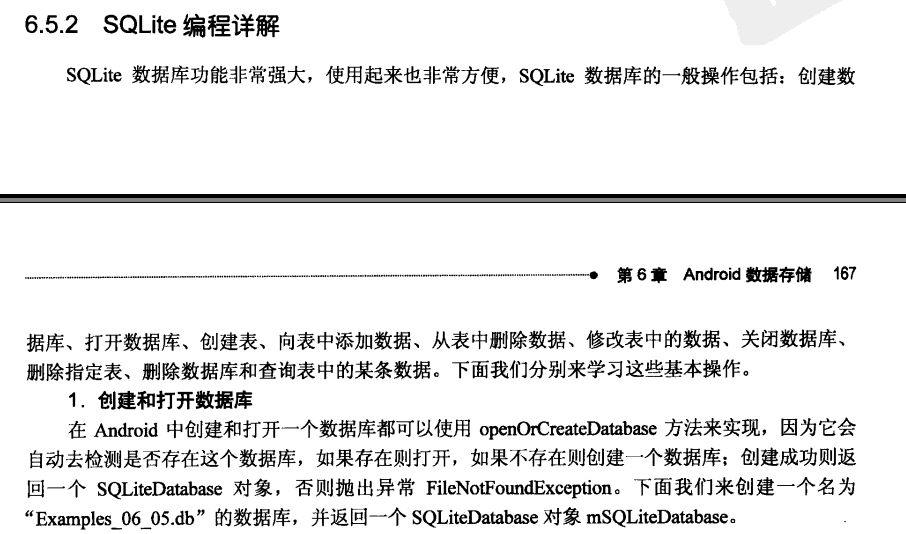 6.5.2 SQLite 编程详解
SQLite 数据库功能非常强大，使用起来也非常方便，SQLite 数据库的一般操作包括：创建数
第 6 章 Android 数据存储 167
据库、打开数据库、创建表、向表中添加数据、从表中删除数据、修改表中的数据、关闭数据库、
删除指定表、删除数据库和查询表中的某条数据。下面我们分别来学习这些基本操作。
1．创建和打开数据库
在 Android 中创建和打开一个数据库都可以使用 openOrCreateDatabase 方法来实现，因为它会
自动去检测是否存在这个数据库，如果存在则打开，如果不存在则创建一个数据库；创建成功则返
回一个 SQLiteDatabase 对象，否则抛出异常 FileNotFoundException。下面我们来创建一个名为
“Examples_06_05.db”的数据库，并返回一个 SQLiteDatabase 对象 mSQLiteDatabase。